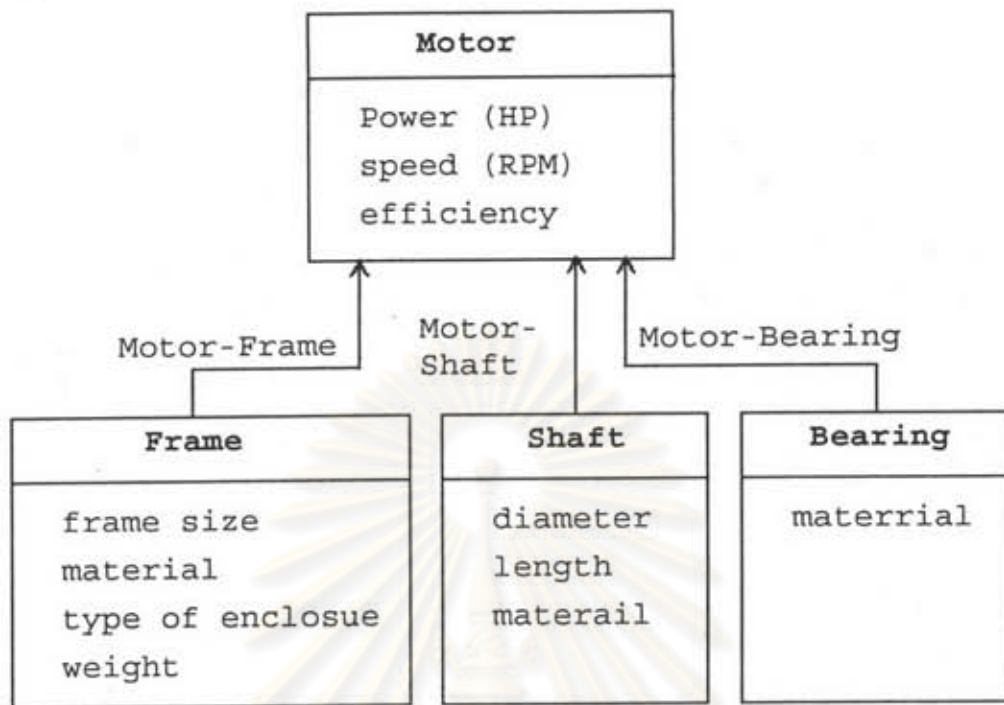 Motor
Power (HP)
speed (RPM)
efficiency
Motor-Frame
Motor-
Shaft
Motor-Bearing
Frame
frame size
material
type of enclosue
weight
Shaft
diameter
length
materail
Bearing
materrial